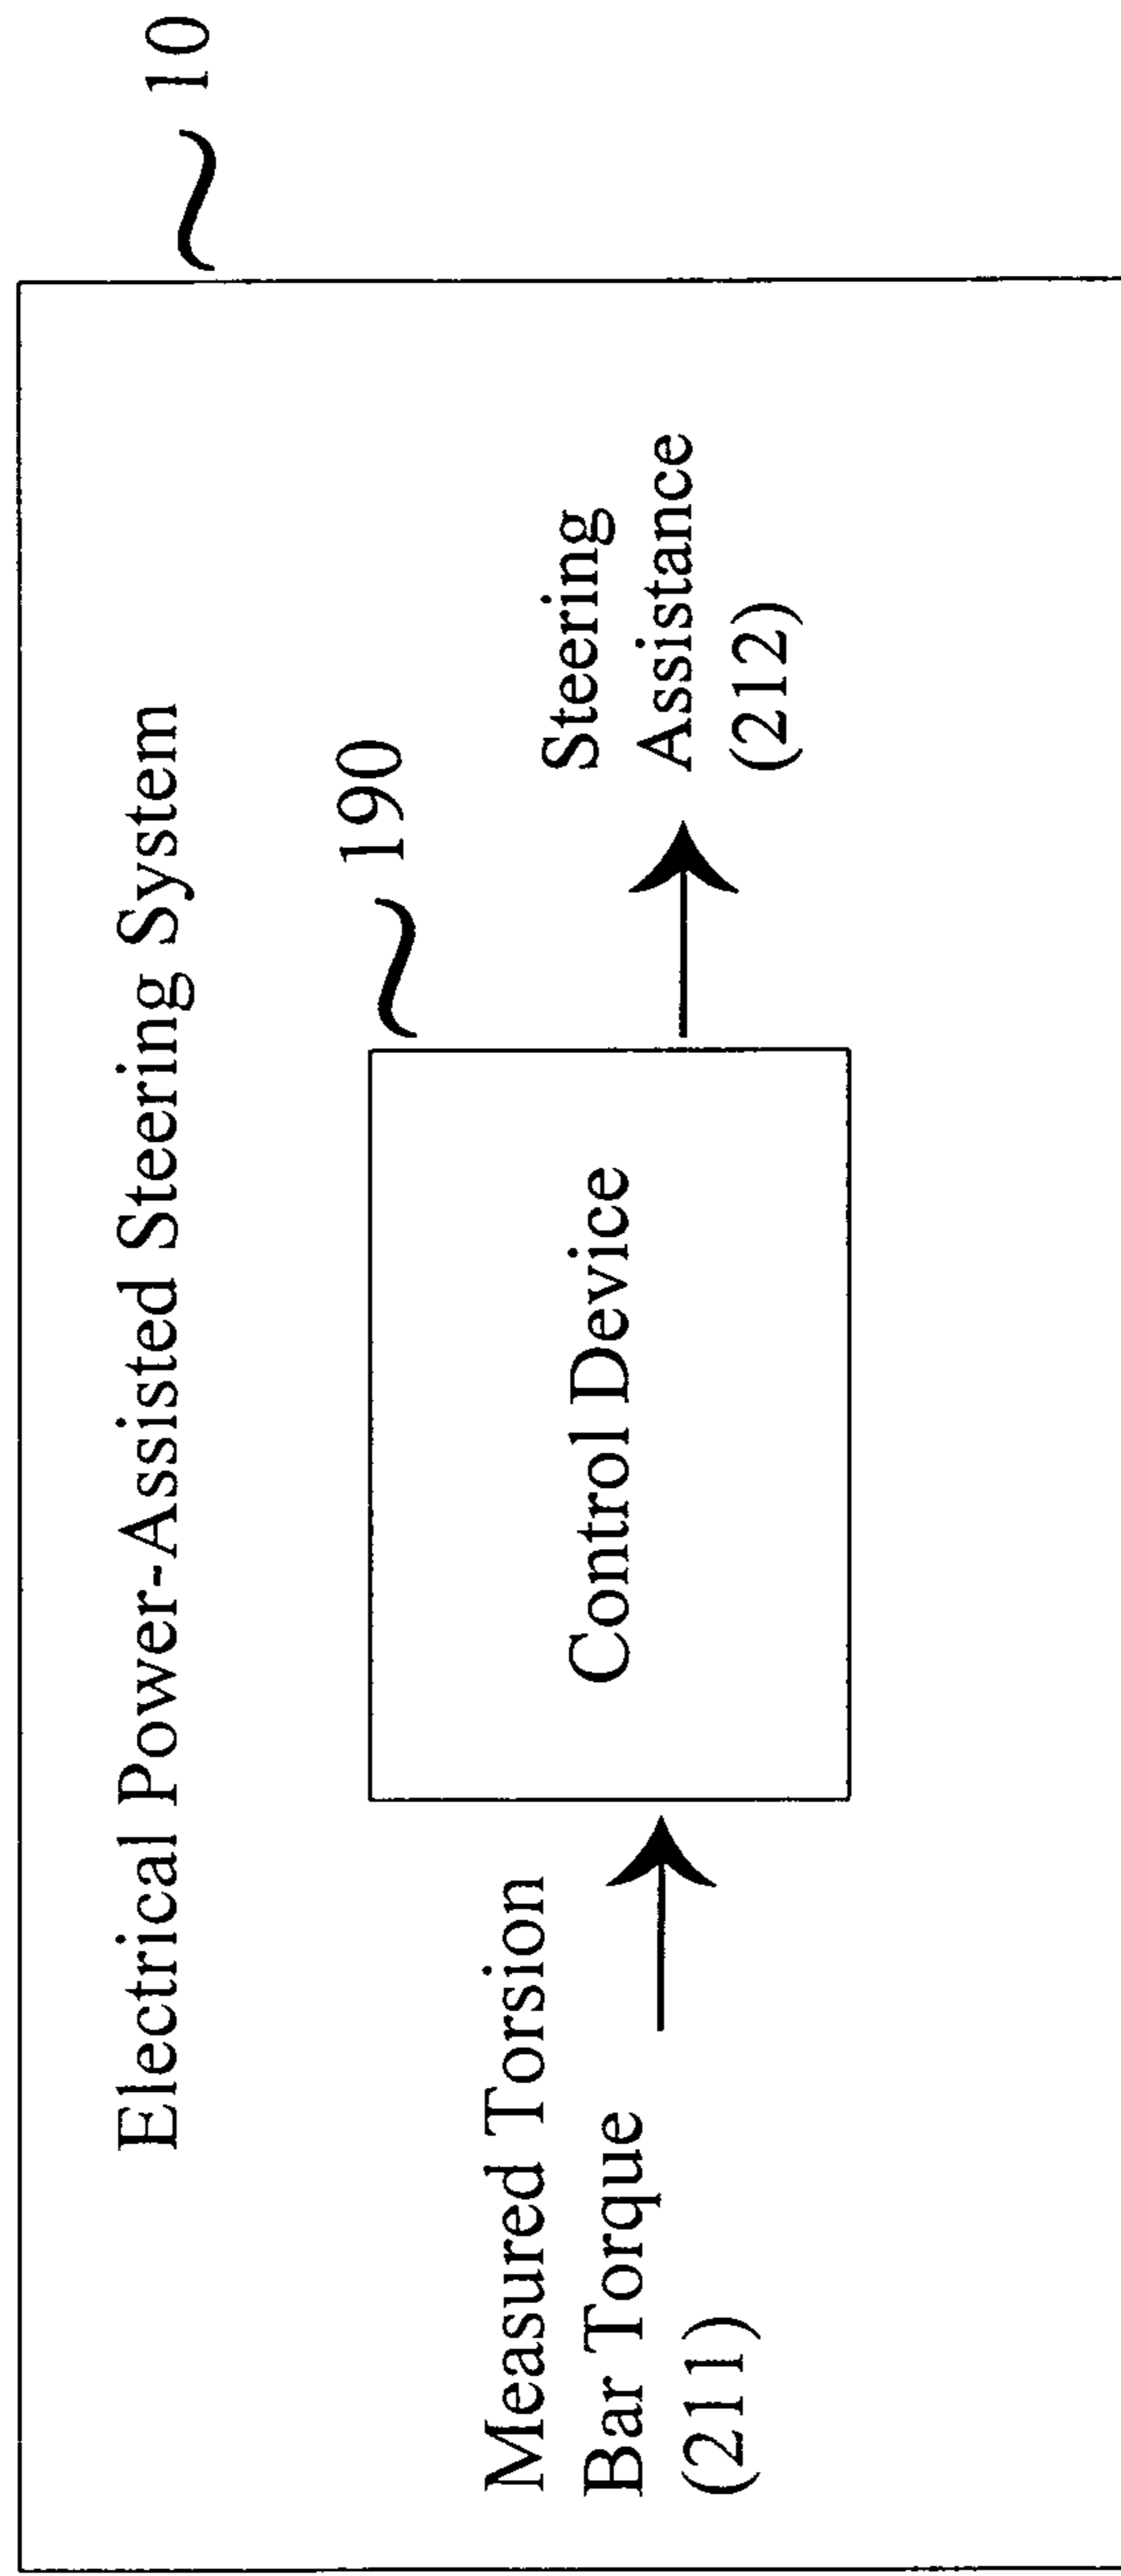 10
Electrical Power-Assisted Steering System
190
Measured Torsion
Bar Torque
(211)
Control Device
Steering
Assistance
(212)